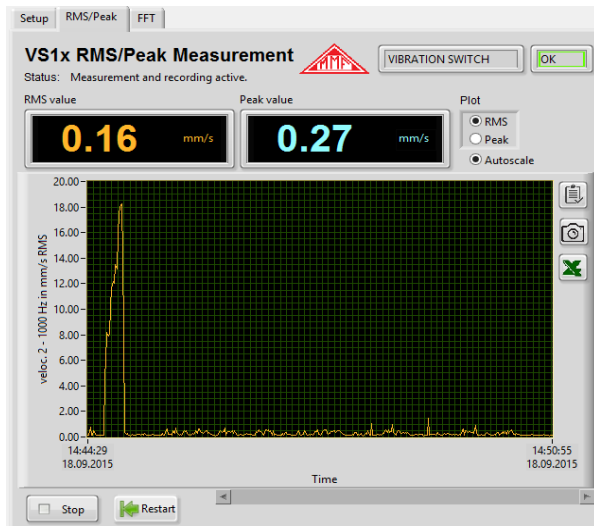 Setup RMS/Peak FFT
VS1x RMS/Peak Measurement
MMF
VIBRATION SWITCH
OK
Status: Measurement and recording active.
RMS value
Peak value
Plot
0.16 mm/s
0.27 mm/s
RMS
Peak
Autoscale
20.00
18.00
16.00
14.00
12.00
10.00
8.00
6.00
4.00
2.00
0.00
veloc. 2 - 1000 Hz in mm/s RMS
14:44:29
18.09.2015
14:50:55
18.09.2015
Time
Stop
Restart